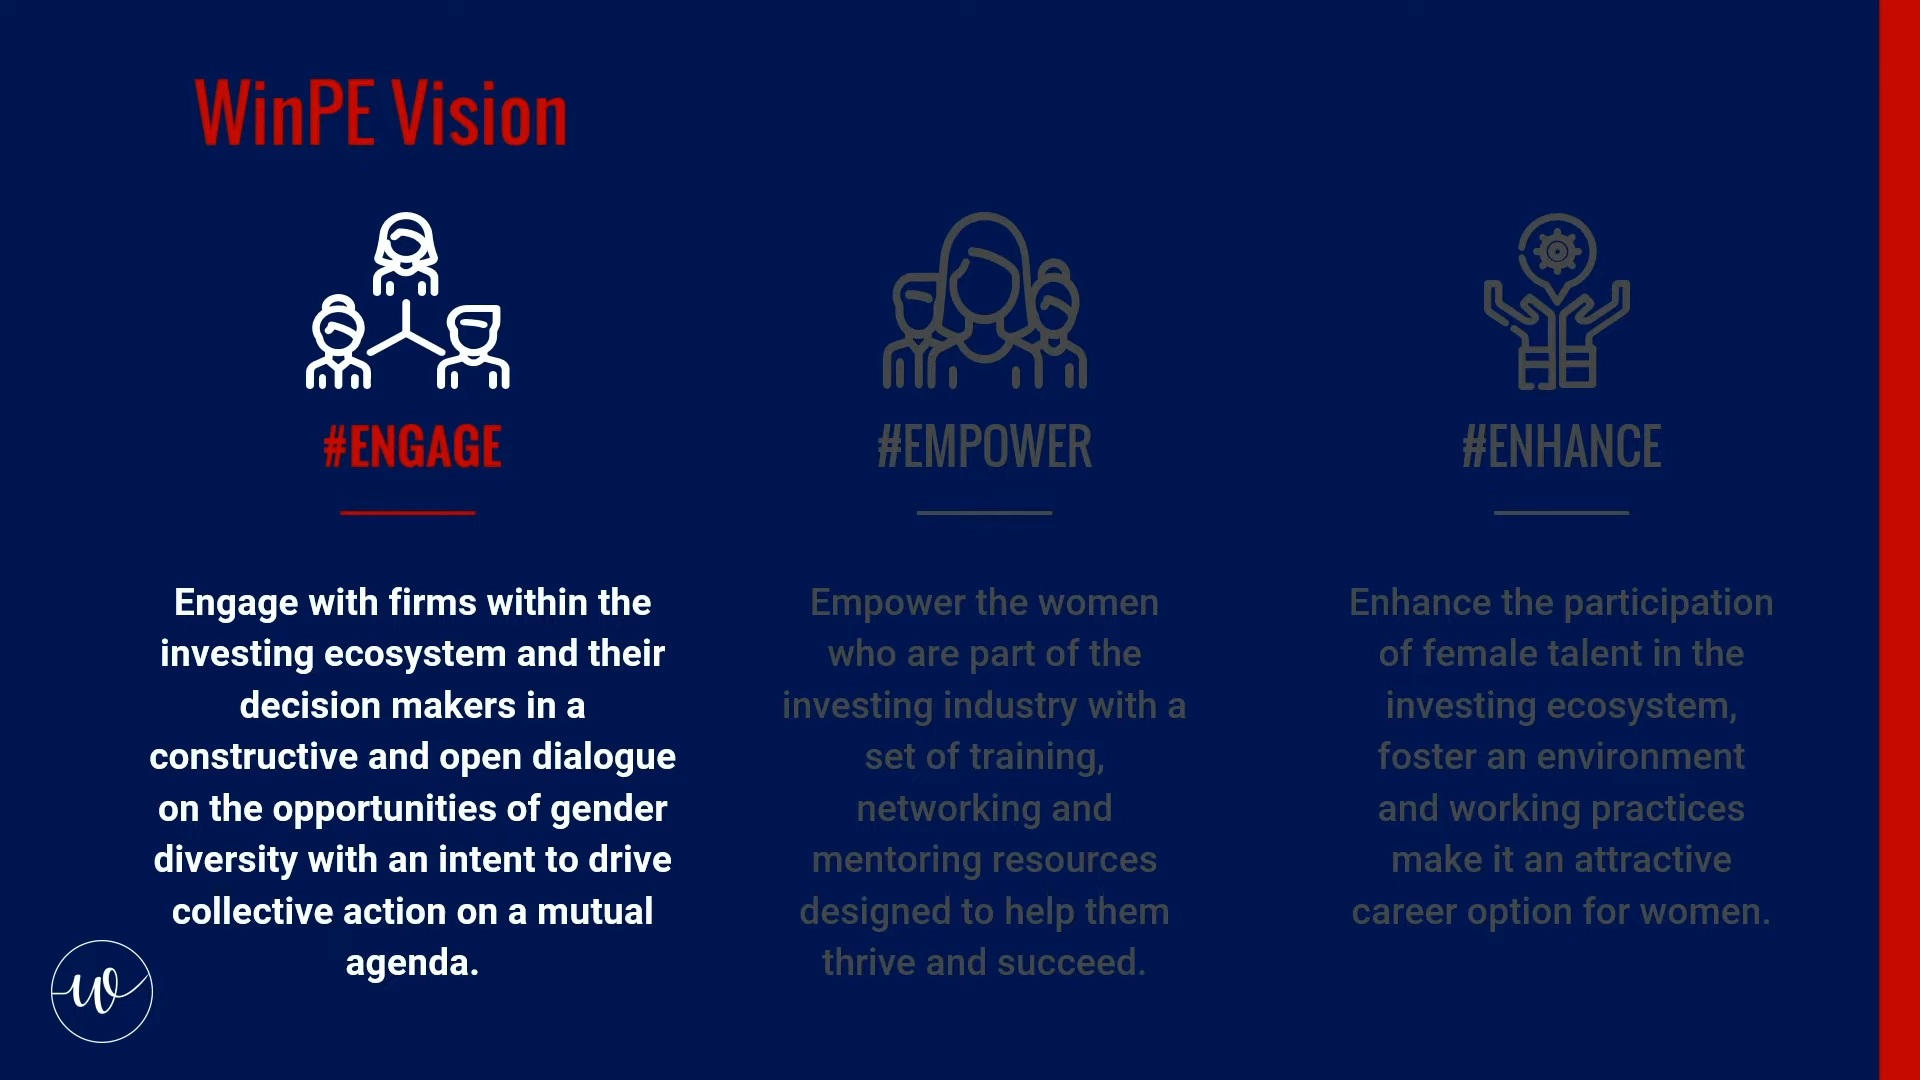 WinPE Vision
#ENGAGE
Engage with firms within the
investing ecosystem and their
decision makers in a
constructive and open dialogue
on the opportunities of gender
diversity with an intent to drive
collective action on a mutual
agenda.
#EMPOWER
Empower the women
who are part of the
investing industry with a
set of training,
networking and
mentoring resources
designed to help them
thrive and succeed.
#ENHANCE
Enhance the participation
of female talent in the
investing ecosystem,
foster an environment
and working practices
make it an attractive
career option for women.
w